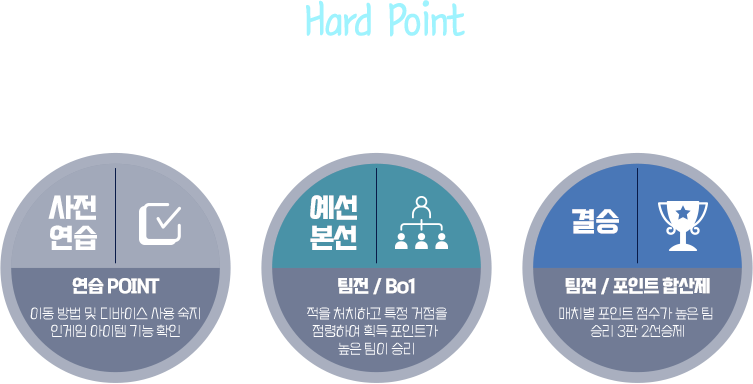 Hard Point
사전
연습
연습 POINT
이동 방법 및 디바이스 사용 숙지
인게임 아이템 기능 확인
예선
본선
팀전 / Bo1
적을 처치하고 특정 거점을
점령하여 획득 포인트가
높은 팀이 승리
결승
팀전 / 포인트 합산제
매치별 포인트 점수가 높은 팀
승리 3판 2선승제